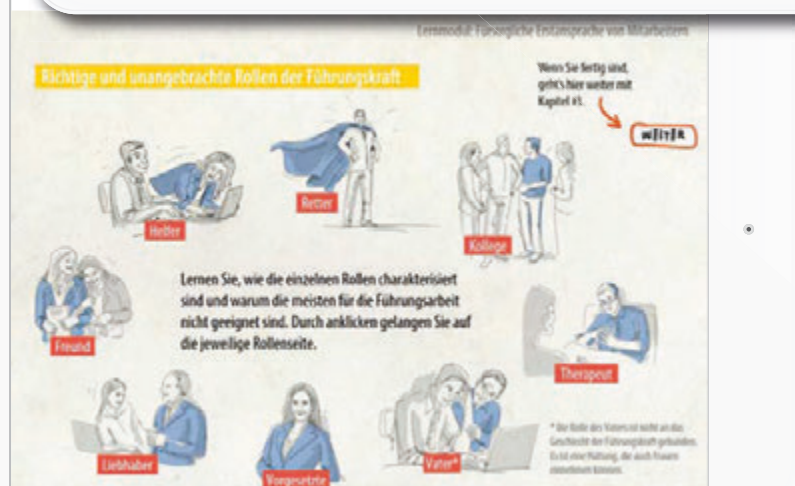 Lernmodul: Fürsorgliche Erstansprache von Mitarbeitern
Richtige und unangebrachte Rollen der Führungskraft
Wenn Sie fertig sind,
geht's hier weiter mit
Kapitel #3.
WEITER
Helfer
Retter
Kollege
Lernen Sie, wie die einzelnen Rollen charakterisiert
sind und warum die meisten für die Führungsarbeit
nicht geeignet sind. Durch anklicken gelangen Sie auf
die jeweilige Rollenseite.
Freund
Therapeut
Liebhaber
Vorgesetzte
Vater*
* Die Rolle des Vaters ist nicht an das
Geschlecht der Führungskraft gebunden.
Es ist eine Haltung, die auch Frauen
einnehmen können.